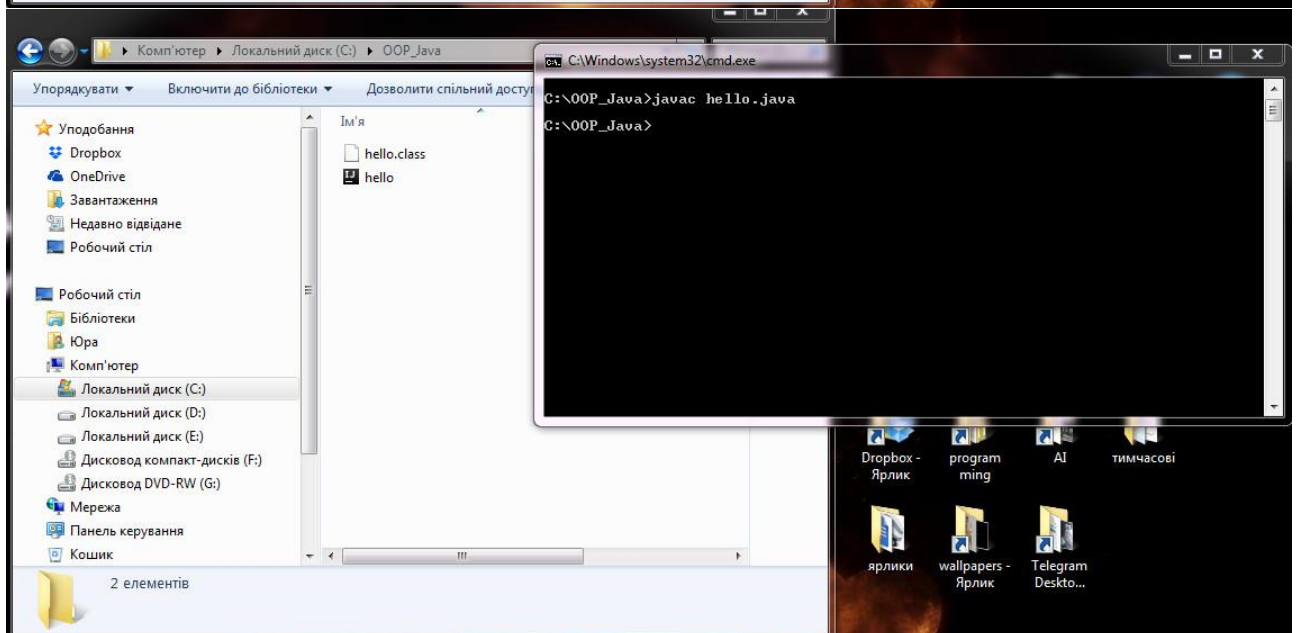 Комп'ютер ▸ Локальний диск (C:) ▸ OOP_Java
Упорядкувати Включити до бібліотеки Дозволити спільний досту
Уподобання
Dropbox
OneDrive
Завантаження
Недавно відвідане
Робочий стіл
Робочий стіл
Бібліотеки
Юра
Комп'ютер
Локальний диск (C:)
Локальний диск (D:)
Локальний диск (E:)
Дисковод компакт-дисків (F:)
Дисковод DVD-RW (G:)
Мережа
Панель керування
Кошик
Ім'я
hello.class
hello
2 елементів
C:\Windows\system32\cmd.exe
C:\OOP_Java>javac hello.java
C:\OOP_Java>
Dropbox -
Ярлик
program
ming
AI
тимчасові
ярлики
wallpapers -
Ярлик
Telegram
Deskto...